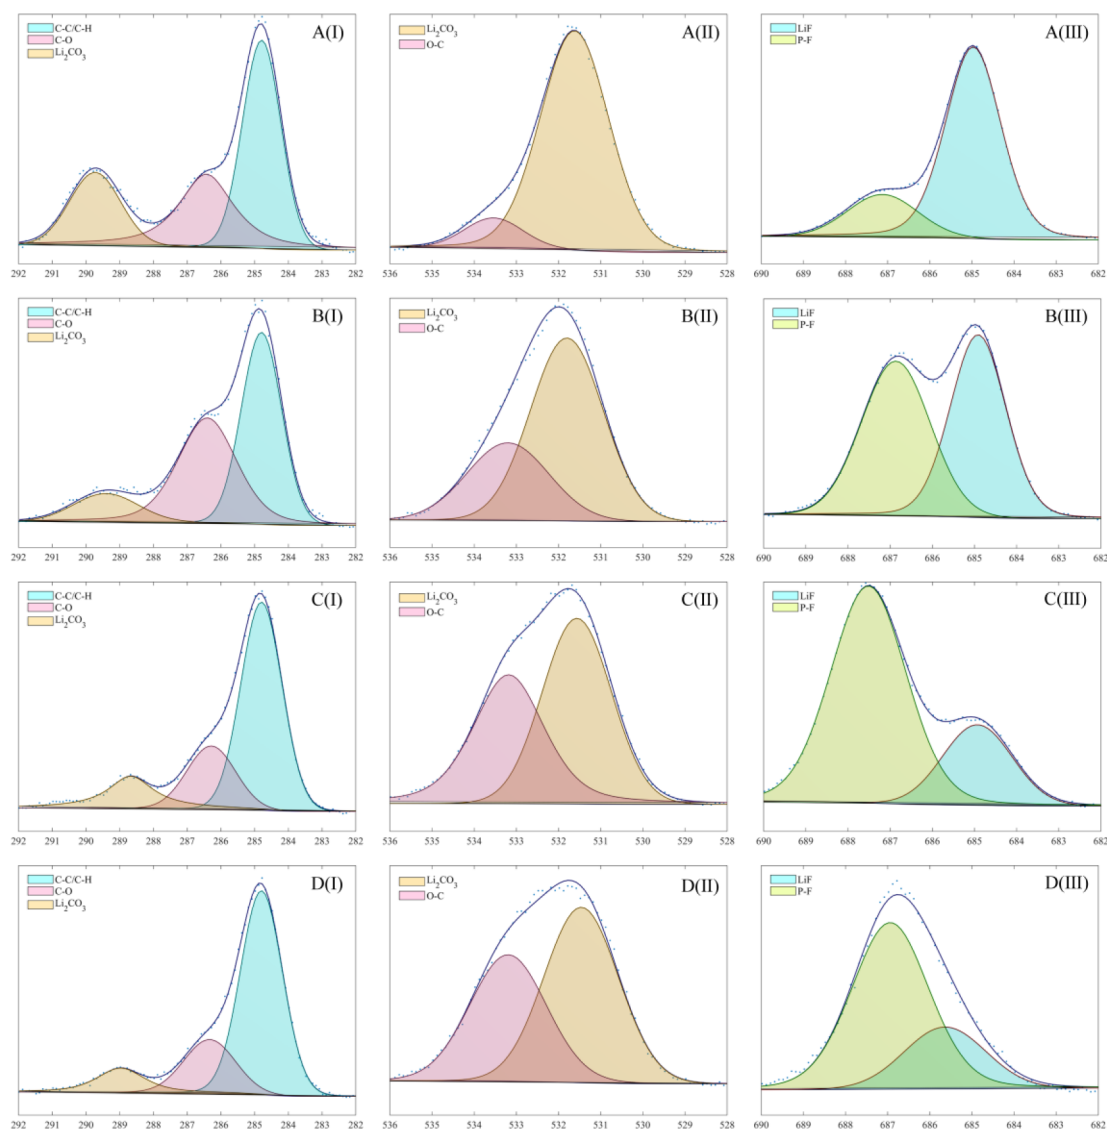 C-C/C-H
C-O
Li2CO3
A(I)
292 291 290 289 288 287 286 285 284 283 282
Li2CO3
O-C
A(II)
536 535 534 533 532 531 530 529 528
LiF
P-F
A(III)
690 689 688 687 686 685 684 683 682
C-C/C-H
C-O
Li2CO3
B(I)
292 291 290 289 288 287 286 285 284 283 282
Li2CO3
O-C
B(II)
536 535 534 533 532 531 530 529 528
LiF
P-F
B(III)
690 689 688 687 686 685 684 683 682
C-C/C-H
C-O
Li2CO3
C(I)
292 291 290 289 288 287 286 285 284 283 282
Li2CO3
O-C
C(II)
536 535 534 533 532 531 530 529 528
LiF
P-F
C(III)
690 689 688 687 686 685 684 683 682
C-C/C-H
C-O
Li2CO3
D(I)
292 291 290 289 288 287 286 285 284 283 282
Li2CO3
O-C
D(II)
536 535 534 533 532 531 530 529 528
LiF
P-F
D(III)
690 689 688 687 686 685 684 683 682